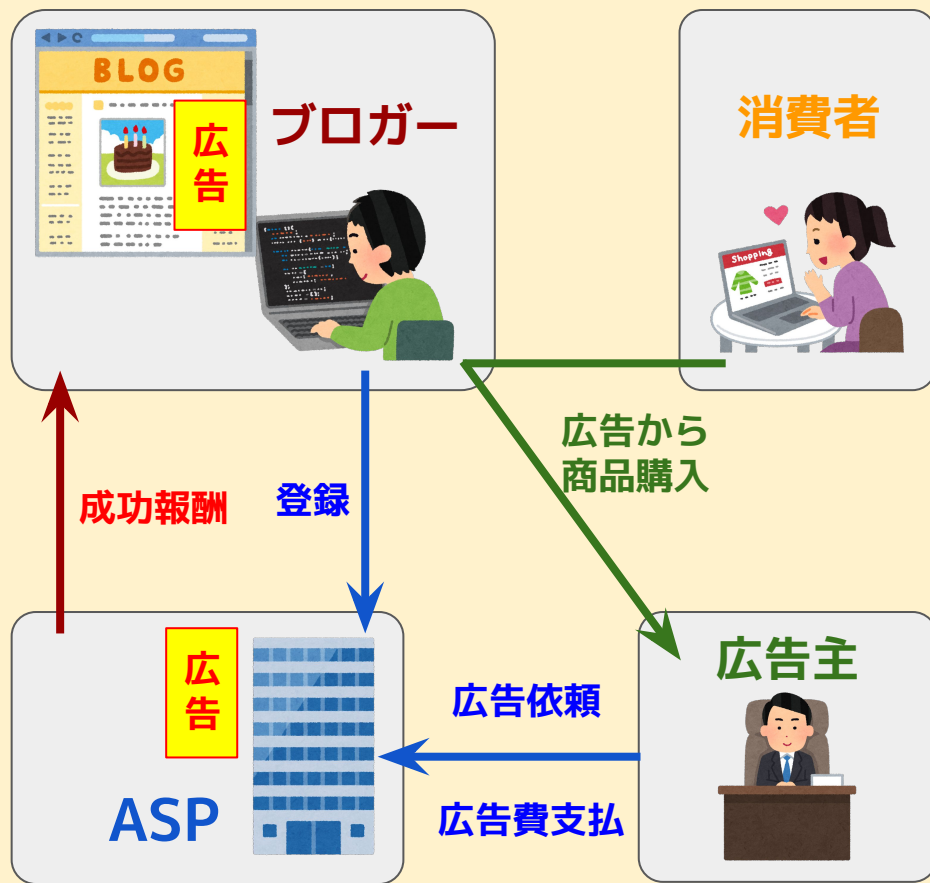 BLOG
広告
ブロガー
消費者
Shopping
広告から
商品購入
成功報酬
登録
広告
ASP
広告依頼
広告費支払
広告主